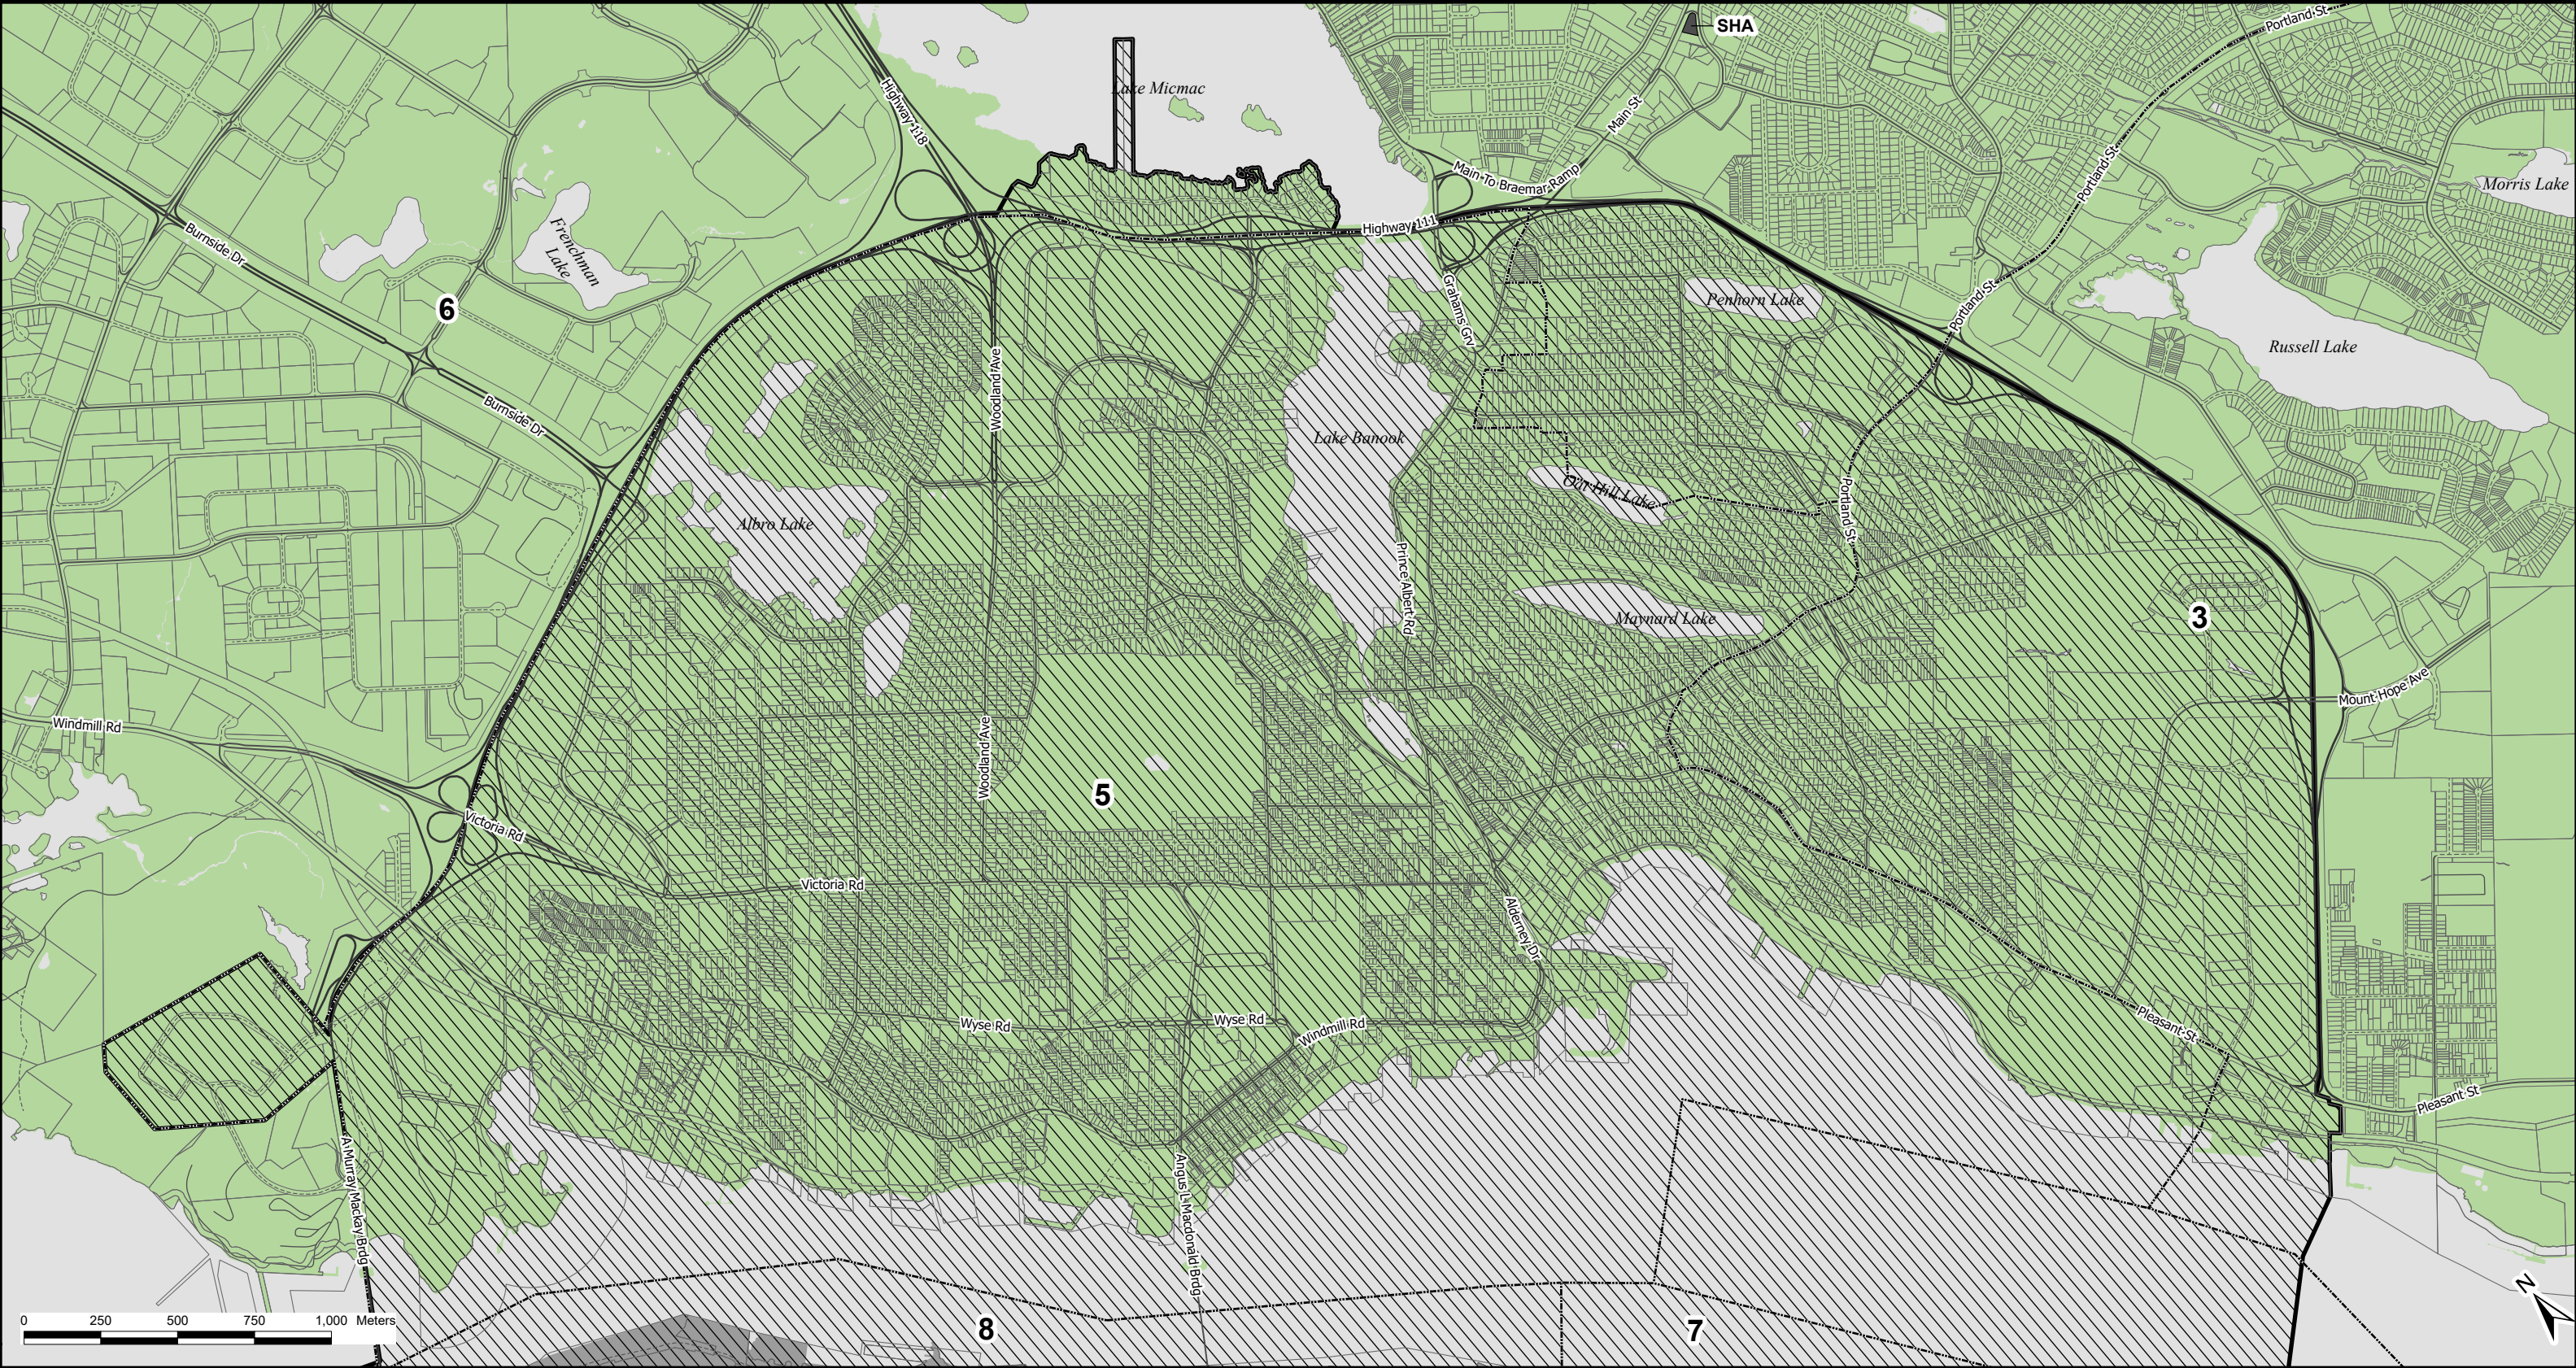 SHA
Portland St
Highway 118
Lake Micmac
Main St
Main To Braemar Ramp
Portland St
Morris Lake
Burnside Dr
Frenchman
Lake
Highway 111
6
Grahams Grv
Penhorn Lake
Portland St
Russell Lake
Woodland Ave
Burnside Dr
Lake Banook
Oat Hill Lake
Portland St
Albro Lake
Prince Albert Rd
Maynard Lake
3
Mount Hope Ave
Windmill Rd
Woodland Ave
5
Victoria Rd
Victoria Rd
Alderney Dr
Wyse Rd
Wyse Rd
Windmill Rd
Pleasant St
Pleasant St
A Murray Mackay Brdg
Angus L Macdonald Brdg
N
0 250 500 750 1,000 Meters
8
7